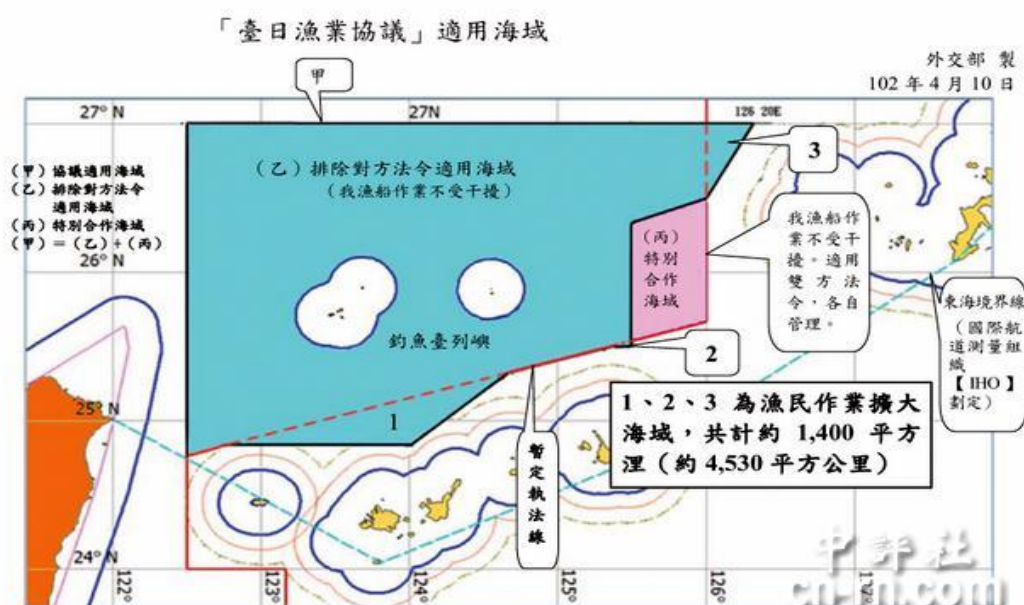 「臺日漁業協議」適用海域
外交部 製
102 年 4 月 10 日
甲
27° N
27N
126 20E
(甲) 協議適用海域
(乙) 排除對方法令
適用海域
(丙) 特別合作海域
(甲) = (乙) + (丙)
(乙) 排除對方法令適用海域
(我漁船作業不受干擾)
3
(丙)
特別
合作
海域
我漁船作
業不受干
擾。適用
雙方法
令,各自
管理。
26° N
東海境界線
(國際航
道測量組
織
【IHO】
劃定)
釣魚臺列嶼
2
25° N
1
1、2、3 為漁民作業擴大
海域,共計約 1,400 平方
浬(約 4,530 平方公里)
暫定執法線
24° N
122°
123°
124°
125°
126°
127°
中評社
cn-tn.com